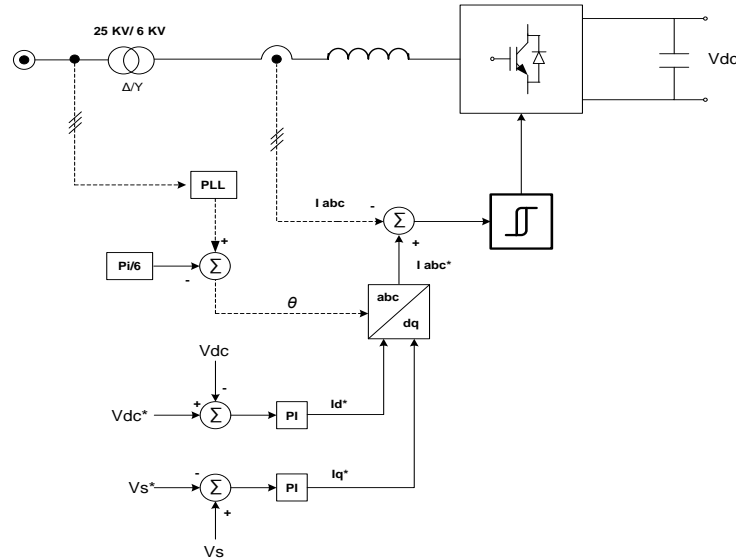 25 KV/ 6 KV
Δ/Y
Vdc
PLL
I abc
-
Σ
+
+
Pi/6
Σ
-
I abc*
θ
abc
dq
Vdc
-
+
Vdc*
Σ
PI
Id*
-
Vs*
Σ
PI
Iq*
+
Vs